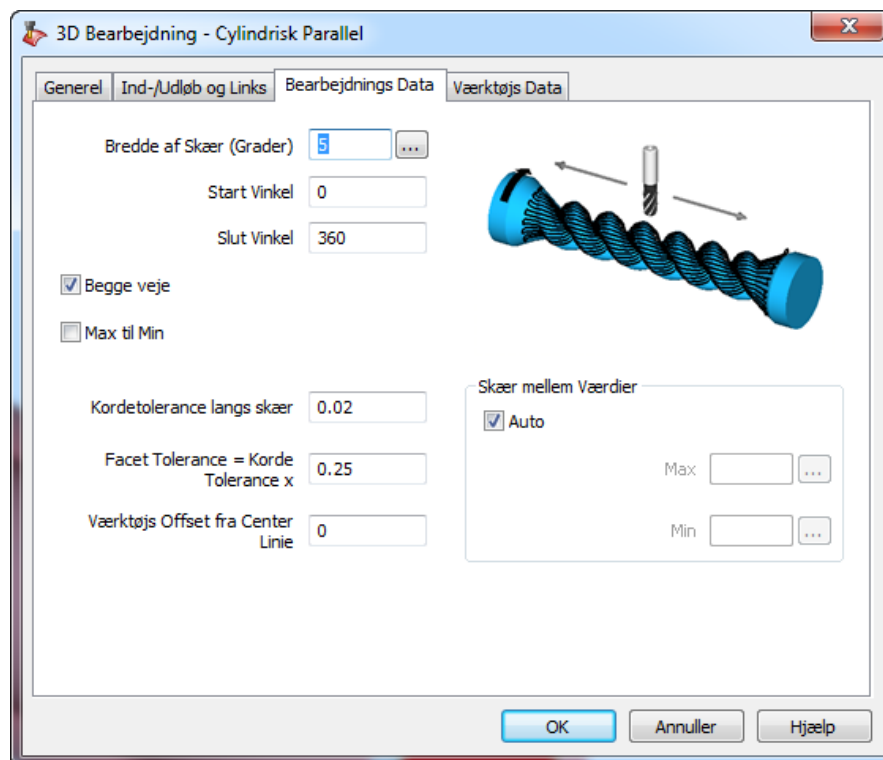 3D Bearbejdning - Cylindrisk Parallel
Generel
Ind-/Udløb og Links
Bearbejdnings Data
Værktøjs Data
Bredde af Skær (Grader)
5
...
Start Vinkel
0
Slut Vinkel
360
Begge veje
Max til Min
Kordetolerance langs skær
0.02
Facet Tolerance = Korde
Tolerance x
0.25
Værktøjs Offset fra Center
Linie
0
Skær mellem Værdier
Auto
Max
...
Min
...
OK
Annuller
Hjælp